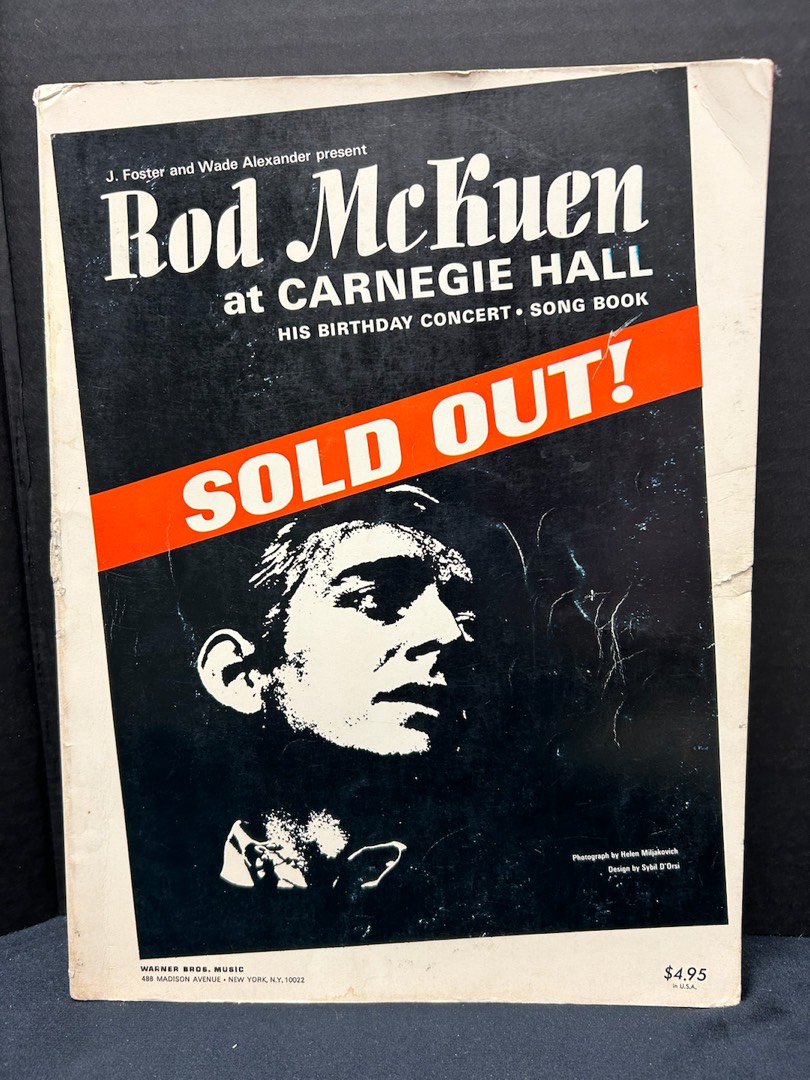 J. Foster and Wade Alexander present
Rod McKuen
at CARNEGIE HALL
HIS BIRTHDAY CONCERT • SONG BOOK
SOLD OUT!
Photograph by Helen Miljakovich
Design by Sybil D'Orsi
WARNER BROS. MUSIC
488 MADISON AVENUE • NEW YORK, N.Y. 10022
$4.95
in U.S.A.